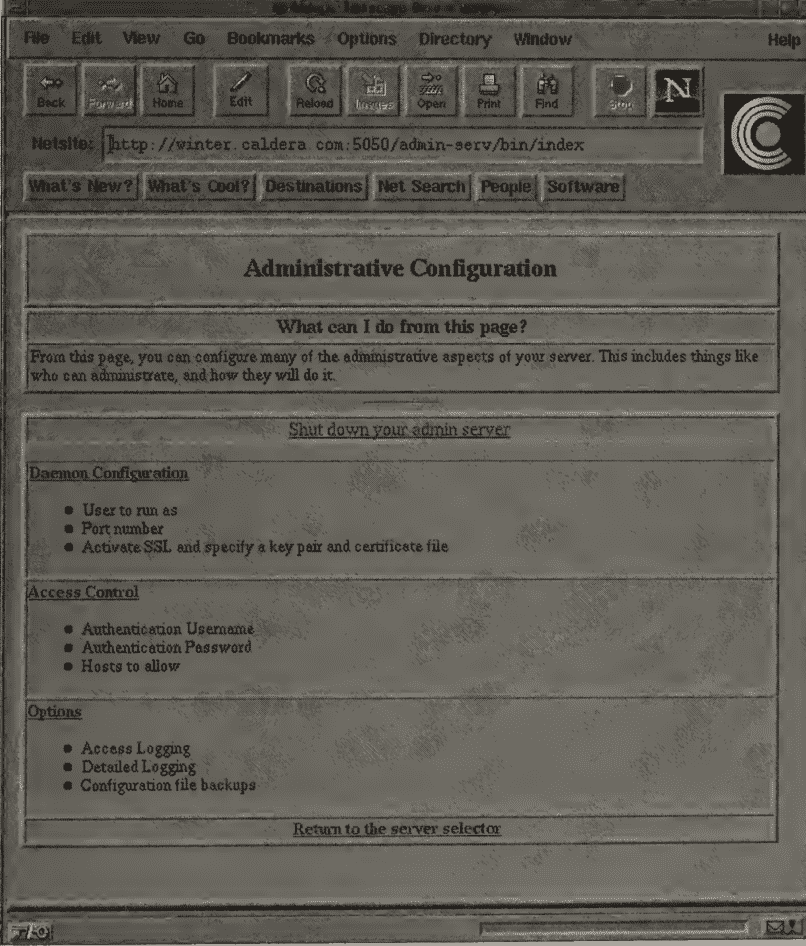 File Edit View Go Bookmarks Options Directory Window Help
Back Forward Home Edit Reload Images Open Print Find Stop N
Netsite: http://winter.caldera.com:5050/admin-serv/bin/index
What's New? What's Cool? Destinations Net Search People Software
Administrative Configuration
What can I do from this page?
From this page, you can configure many of the administrative aspects of your server. This includes things like
who can administrate, and how they will do it.
Shut down your admin server
Daemon Configuration
User to run as
Port number
Activate SSL and specify a key pair and certificate file
Access Control
Authentication Username
Authentication Password
Hosts to allow
Options
Access Logging
Detailed Logging
Configuration file backups
Return to the server selector